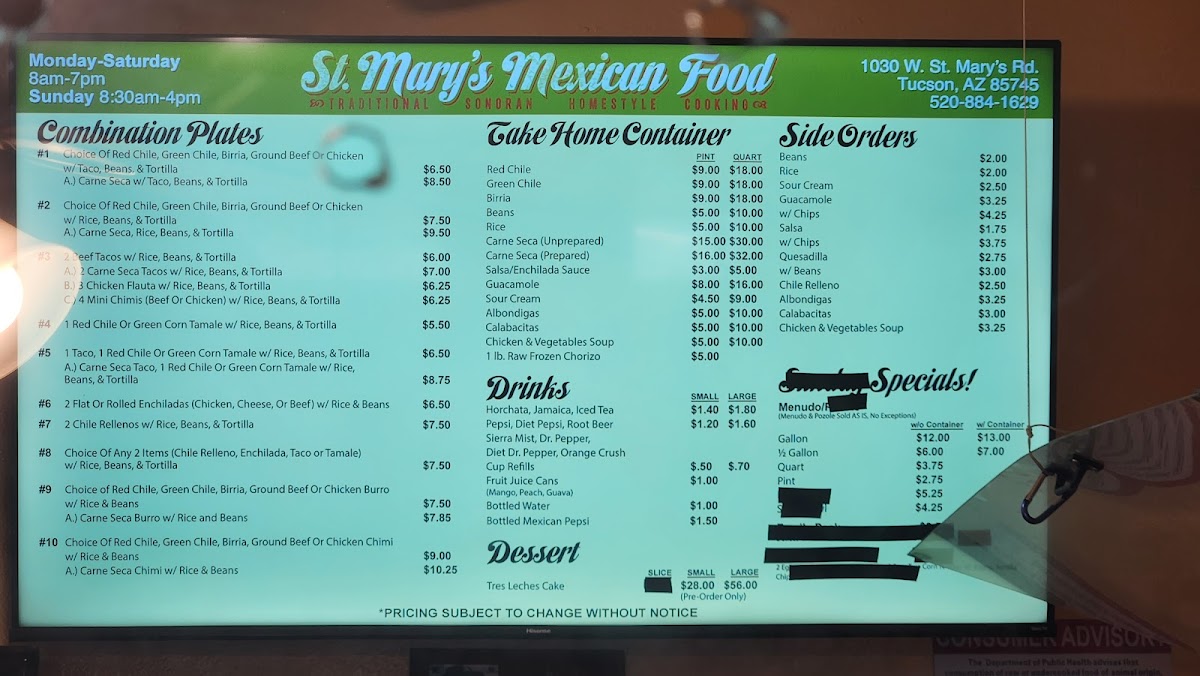 Monday-Saturday
8am-7pm
Sunday 8:30am-4pm
St. Mary's Mexican Food
TRADITIONAL SONORAN HOMESTYLE COOKING
1030 W. St. Mary's Rd.
Tucson, AZ 85745
520-884-1629
Combination Plates
#1 Choice Of Red Chile, Green Chile, Birria, Ground Beef Or Chicken
w/ Taco, Beans, & Tortilla $6.50
A.) Carne Seca w/ Taco, Beans, & Tortilla $8.50
#2 Choice Of Red Chile, Green Chile, Birria, Ground Beef Or Chicken
w/ Rice, Beans, & Tortilla $7.50
A.) Carne Seca, Rice, Beans, & Tortilla $9.50
#3 2 Beef Tacos w/ Rice, Beans, & Tortilla $6.00
A.) 2 Carne Seca Tacos w/ Rice, Beans, & Tortilla $7.00
B.) 3 Chicken Flauta w/ Rice, Beans, & Tortilla $6.25
C.) 4 Mini Chimis (Beef Or Chicken) w/ Rice, Beans, & Tortilla $6.25
#4 1 Red Chile Or Green Corn Tamale w/ Rice, Beans, & Tortilla $5.50
#5 1 Taco, 1 Red Chile Or Green Corn Tamale w/ Rice, Beans, & Tortilla $6.50
A.) Carne Seca Taco, 1 Red Chile Or Green Corn Tamale w/ Rice,
Beans, & Tortilla $8.75
#6 2 Flat Or Rolled Enchiladas (Chicken, Cheese, Or Beef) w/ Rice & Beans $6.50
#7 2 Chile Rellenos w/ Rice, Beans, & Tortilla $7.50
#8 Choice Of Any 2 Items (Chile Relleno, Enchilada, Taco or Tamale)
w/ Rice, Beans, & Tortilla $7.50
#9 Choice of Red Chile, Green Chile, Birria, Ground Beef Or Chicken Burro
w/ Rice & Beans $7.50
A.) Carne Seca Burro w/ Rice and Beans $7.85
#10 Choice Of Red Chile, Green Chile, Birria, Ground Beef Or Chicken Chimi
w/ Rice & Beans $9.00
A.) Carne Seca Chimi w/ Rice & Beans $10.25
Take Home Container
PINT QUART
Red Chile $9.00 $18.00
Green Chile $9.00 $18.00
Birria $9.00 $18.00
Beans $5.00 $10.00
Rice $5.00 $10.00
Carne Seca (Unprepared) $15.00 $30.00
Carne Seca (Prepared) $16.00 $32.00
Salsa/Enchilada Sauce $3.00 $5.00
Guacamole $8.00 $16.00
Sour Cream $4.50 $9.00
Albondigas $5.00 $10.00
Calabacitas $5.00 $10.00
Chicken & Vegetables Soup $5.00 $10.00
1 lb. Raw Frozen Chorizo $5.00
Drinks
SMALL LARGE
Horchata, Jamaica, Iced Tea $1.40 $1.80
Pepsi, Diet Pepsi, Root Beer $1.20 $1.60
Sierra Mist, Dr. Pepper,
Diet Dr. Pepper, Orange Crush
Cup Refills $.50 $.70
Fruit Juice Cans $1.00
(Mango, Peach, Guava)
Bottled Water $1.00
Bottled Mexican Pepsi $1.50
Dessert
SLICE SMALL LARGE
Tres Leches Cake $28.00 $56.00
(Pre-Order Only)
Side Orders
Beans $2.00
Rice $2.00
Sour Cream $2.50
Guacamole $3.25
w/ Chips $4.25
Salsa $1.75
w/ Chips $3.75
Quesadilla $2.75
w/ Beans $3.00
Chile Relleno $2.50
Albondigas $3.25
Calabacitas $3.00
Chicken & Vegetables Soup $3.25
Specials!
Menudo/
(Menudo & Pozole Sold AS IS, No Exceptions)
w/o Container w/ Container
Gallon $12.00 $13.00
½ Gallon $6.00 $7.00
Quart $3.75
Pint $2.75
$5.25
$4.25
*PRICING SUBJECT TO CHANGE WITHOUT NOTICE
Hisense
CONSUMER ADVISORY
The Department of Public Health advises that